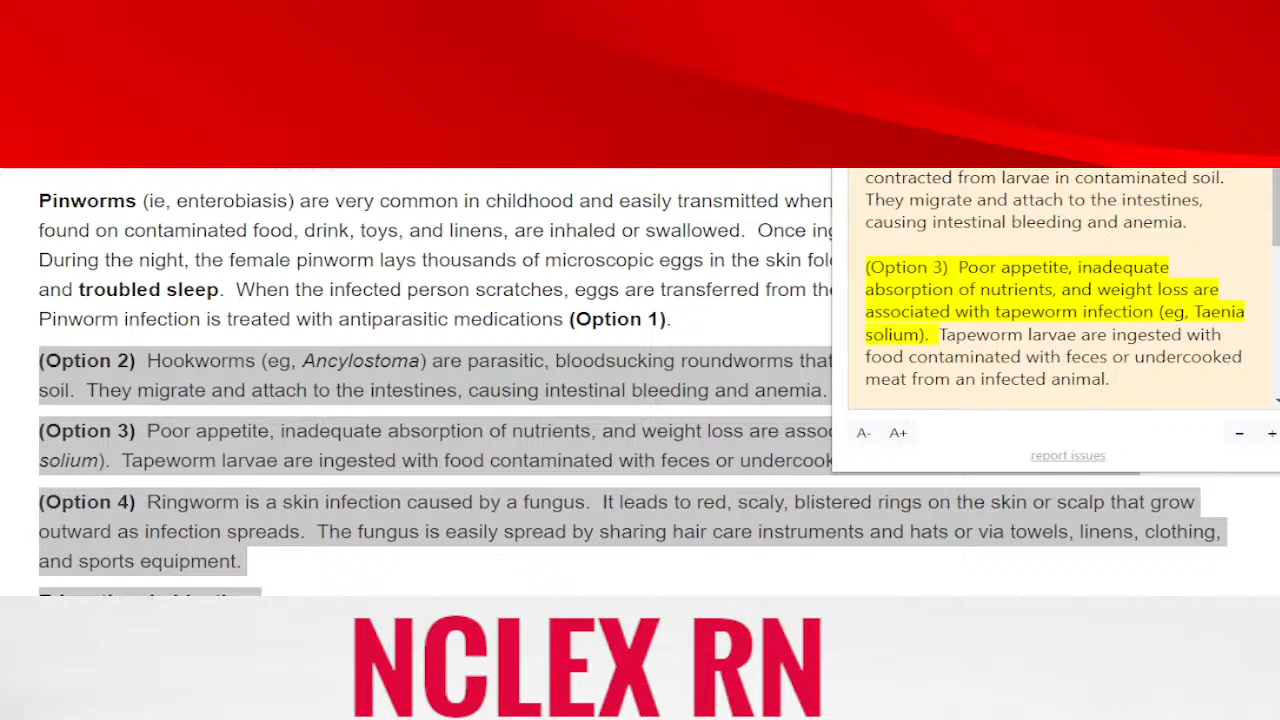 Pinworms (ie, enterobiasis) are very common in childhood and easily transmitted when
found on contaminated food, drink, toys, and linens, are inhaled or swallowed. Once
During the night, the female pinworm lays thousands of microscopic eggs in the skin
and troubled sleep. When the infected person scratches, eggs are transferred from the
Pinworm infection is treated with antiparasitic medications (Option 1).
(Option 2) Hookworms (eg, Ancylostoma) are parasitic, bloodsucking roundworms that
soil. They migrate and attach to the intestines, causing intestinal bleeding and anemia.
(Option 3) Poor appetite, inadequate absorption of nutrients, and weight loss are
solium). Tapeworm larvae are ingested with food contaminated with feces or
(Option 4) Ringworm is a skin infection caused by a fungus. It leads to red, scaly, blistered rings on the skin or scalp that grow
outward as infection spreads. The fungus is easily spread by sharing hair care instruments and hats or via towels, linens, clothing,
and sports equipment.
contracted from larvae in contaminated soil.
They migrate and attach to the intestines,
causing intestinal bleeding and anemia.
(Option 3) Poor appetite, inadequate
absorption of nutrients, and weight loss are
associated with tapeworm infection (eg, Taenia
solium). Tapeworm larvae are ingested with
food contaminated with feces or undercooked
meat from an infected animal.
A- A+ − +
report issues
NCLEX RN